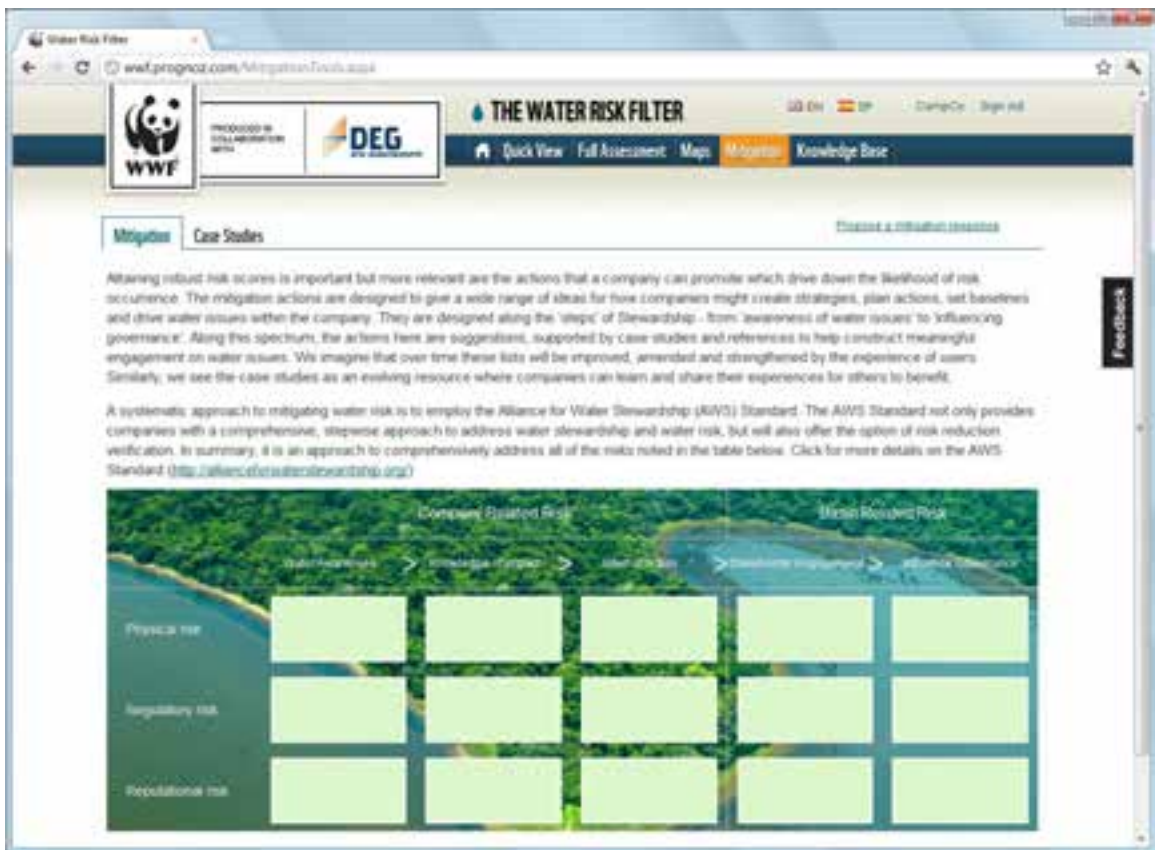 Water Risk Filter
wwf.prognoz.com/MitigationTools.aspx
WWF
PRODUCED IN
COLLABORATION
WITH
DEG
THE WATER RISK FILTER
EN SP Sign out
Quick View Full Assessment Maps Mitigation Knowledge Base
Mitigation Case Studies
Propose a mitigation response
Attaining robust risk scores is important but more relevant are the actions that a company can promote which drive down the likelihood of risk
occurrence. The mitigation actions are designed to give a wide range of ideas for how companies might create strategies, plan actions, set baselines
and drive water issues within the company. They are designed along the 'steps' of Stewardship - from 'awareness of water issues' to 'influencing
governance'. Along this spectrum, the actions here are suggestions, supported by case studies and references to help construct meaningful
engagement on water issues. We imagine that over time these lists will be improved, amended and strengthened by the experience of users.
Similarly, we see the case studies as an evolving resource where companies can learn and share their experiences for others to benefit.
A systematic approach to mitigating water risk is to employ the Alliance for Water Stewardship (AWS) Standard. The AWS Standard not only provides
companies with a comprehensive, stepwise approach to address water stewardship and water risk, but will also offer the option of risk reduction
verification. In summary, it is an approach to comprehensively address all of the risks noted in the table below. Click for more details on the AWS
Standard (http://allianceforwaterstewardship.org/)
Feedback
Company Related Risk Basin Related Risk
Water Awareness > Knowledge of Impact > Internal Action > Stakeholder Engagement > Influence Governance
Physical risk
Regulatory risk
Reputational risk